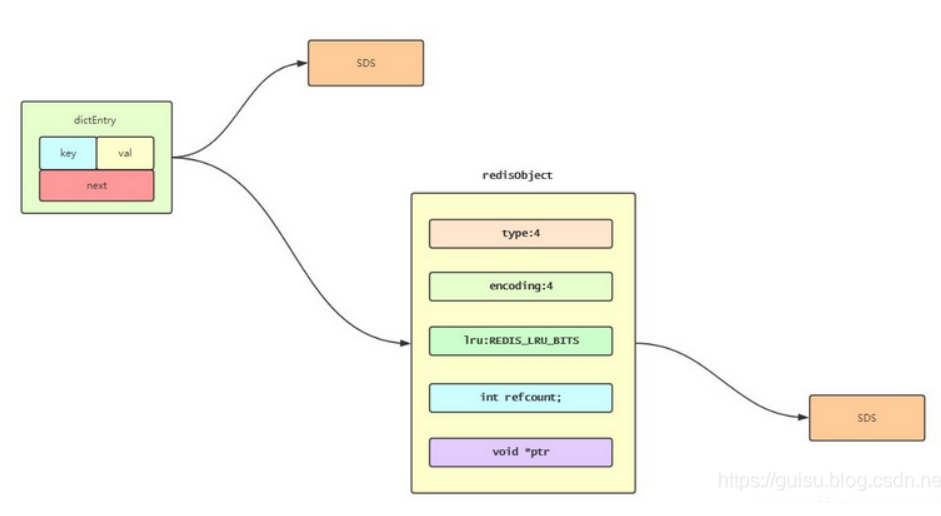 SDS
dictEntry
key
val
next
redisObject
type:4
encoding:4
lru:REDIS_LRU_BITS
int refcount;
void *ptr
SDS
https://guisu.blog.csdn.ne